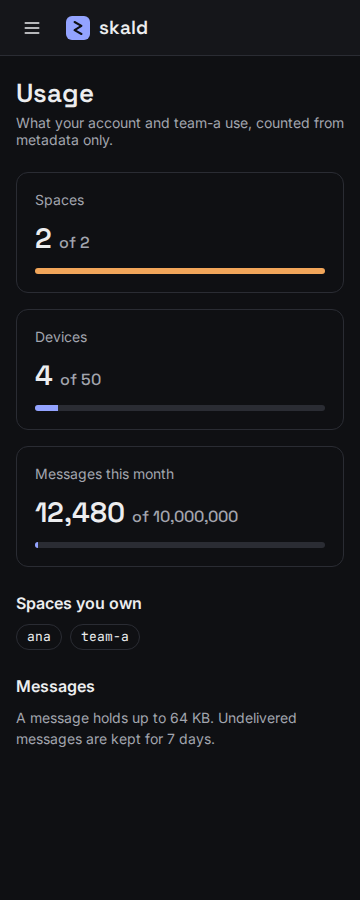 skald
Usage
What your account and team-a use, counted from
metadata only.
Spaces
2 of 2
Devices
4 of 50
Messages this month
12,480 of 10,000,000
Spaces you own
ana team-a
Messages
A message holds up to 64 KB. Undelivered
messages are kept for 7 days.